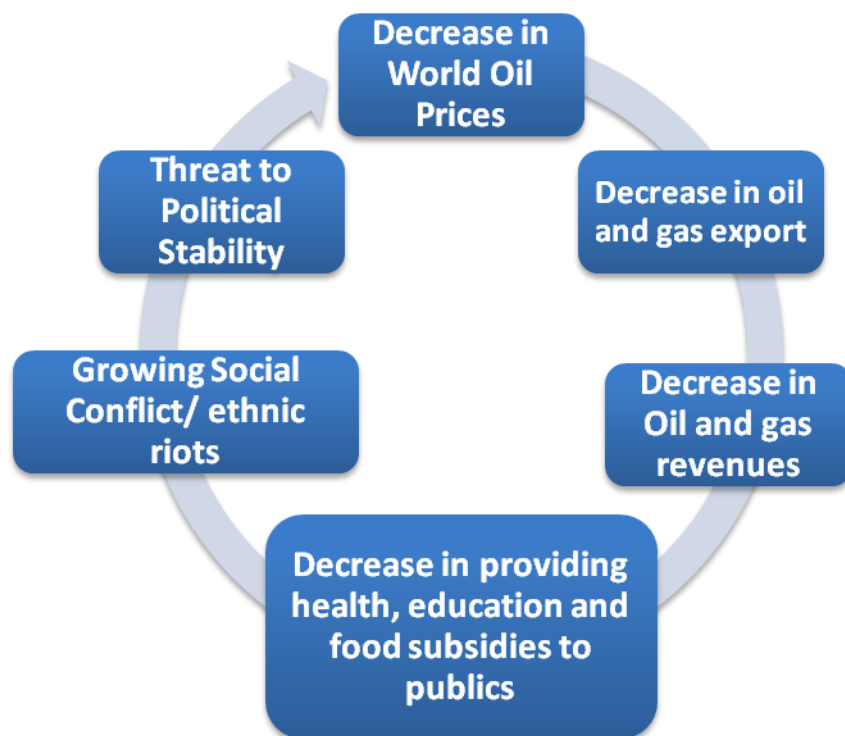 Decrease in
World Oil
Prices
Decrease in oil
and gas export
Decrease in
Oil and gas
revenues
Decrease in providing
health, education and
food subsidies to
publics
Growing Social
Conflict/ ethnic
riots
Threat to
Political
Stability